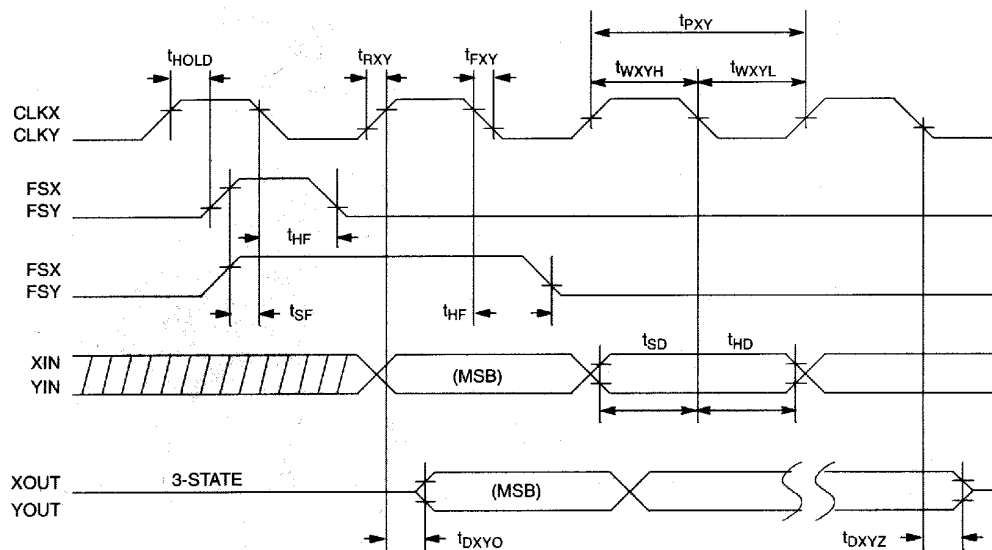 tPXY
tHOLD tRXY tFXY tWXYH tWXYL
CLKX
CLKY
FSX
FSY
tHF
FSX
FSY
tSF tHF
XIN (MSB) tSD tHD
YIN
XOUT 3-STATE (MSB)
YOUT
tDXYO tDXYZ